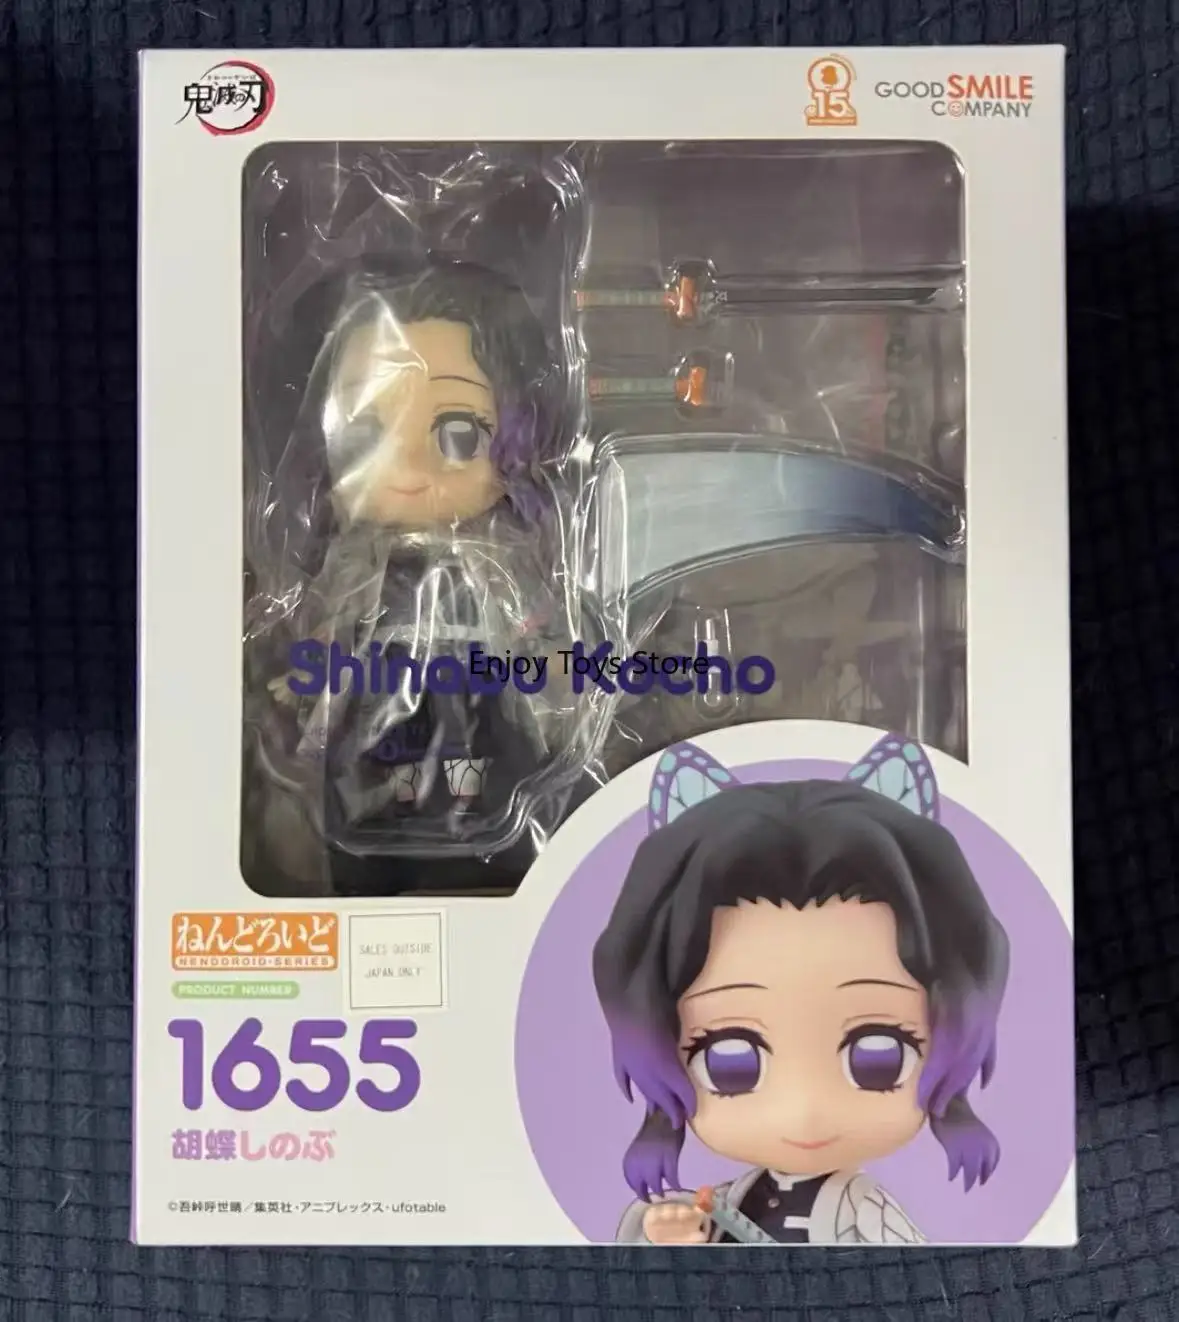 鬼滅の刃
15
GOOD SMILE
COMPANY
Shinobu Kocho
Enjoy Toys Store
ねんどろいど
NENDOROID·SERIES
SALES OUTSIDE
JAPAN ONLY
PRODUCT NUMBER
1655
胡蝶しのぶ
©吾峠呼世晴／集英社・アニプレックス・ufotable